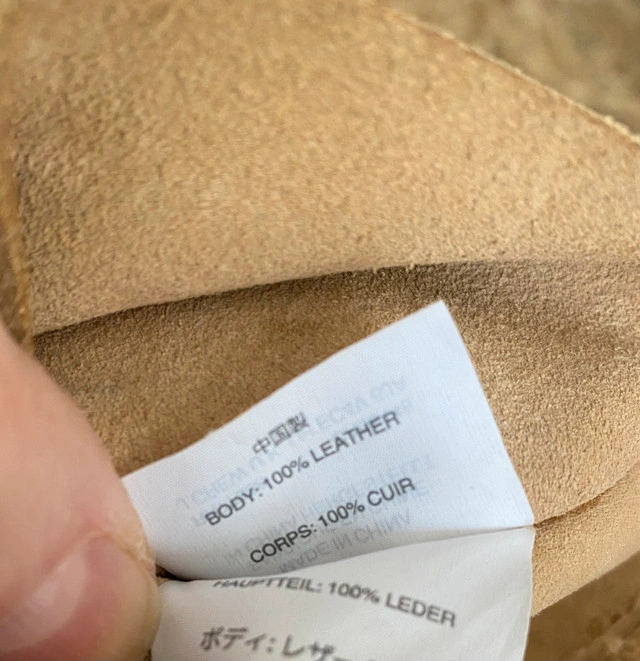 中国製
BODY: 100% LEATHER
CORPS: 100% CUIR
HAUPTTEIL: 100% LEDER
ボディ: レザー